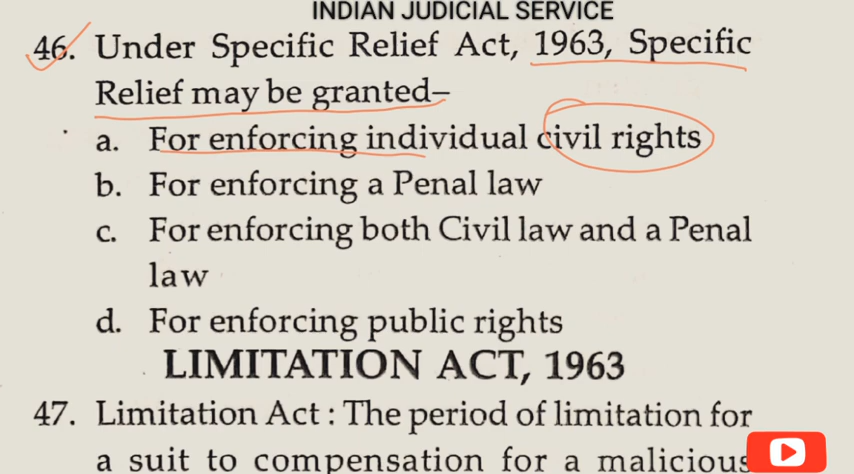 INDIAN JUDICIAL SERVICE
46. Under Specific Relief Act, 1963, Specific
Relief may be granted–
a. For enforcing individual civil rights
b. For enforcing a Penal law
c. For enforcing both Civil law and a Penal
law
d. For enforcing public rights
LIMITATION ACT, 1963
47. Limitation Act : The period of limitation for
a suit to compensation for a malicious